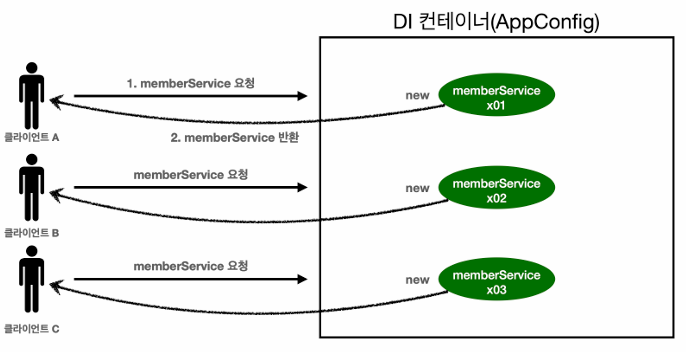 DI 컨테이너(AppConfig)
1. memberService 요청
new
memberService
x01
클라이언트 A
2. memberService 반환
memberService 요청
new
memberService
x02
클라이언트 B
memberService 요청
new
memberService
x03
클라이언트 C